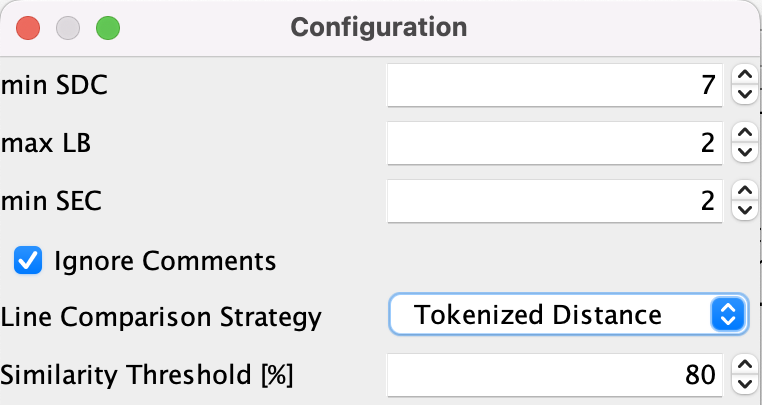 Configuration
min SDC 7
max LB 2
min SEC 2
Ignore Comments
Line Comparison Strategy Tokenized Distance
Similarity Threshold [%] 80